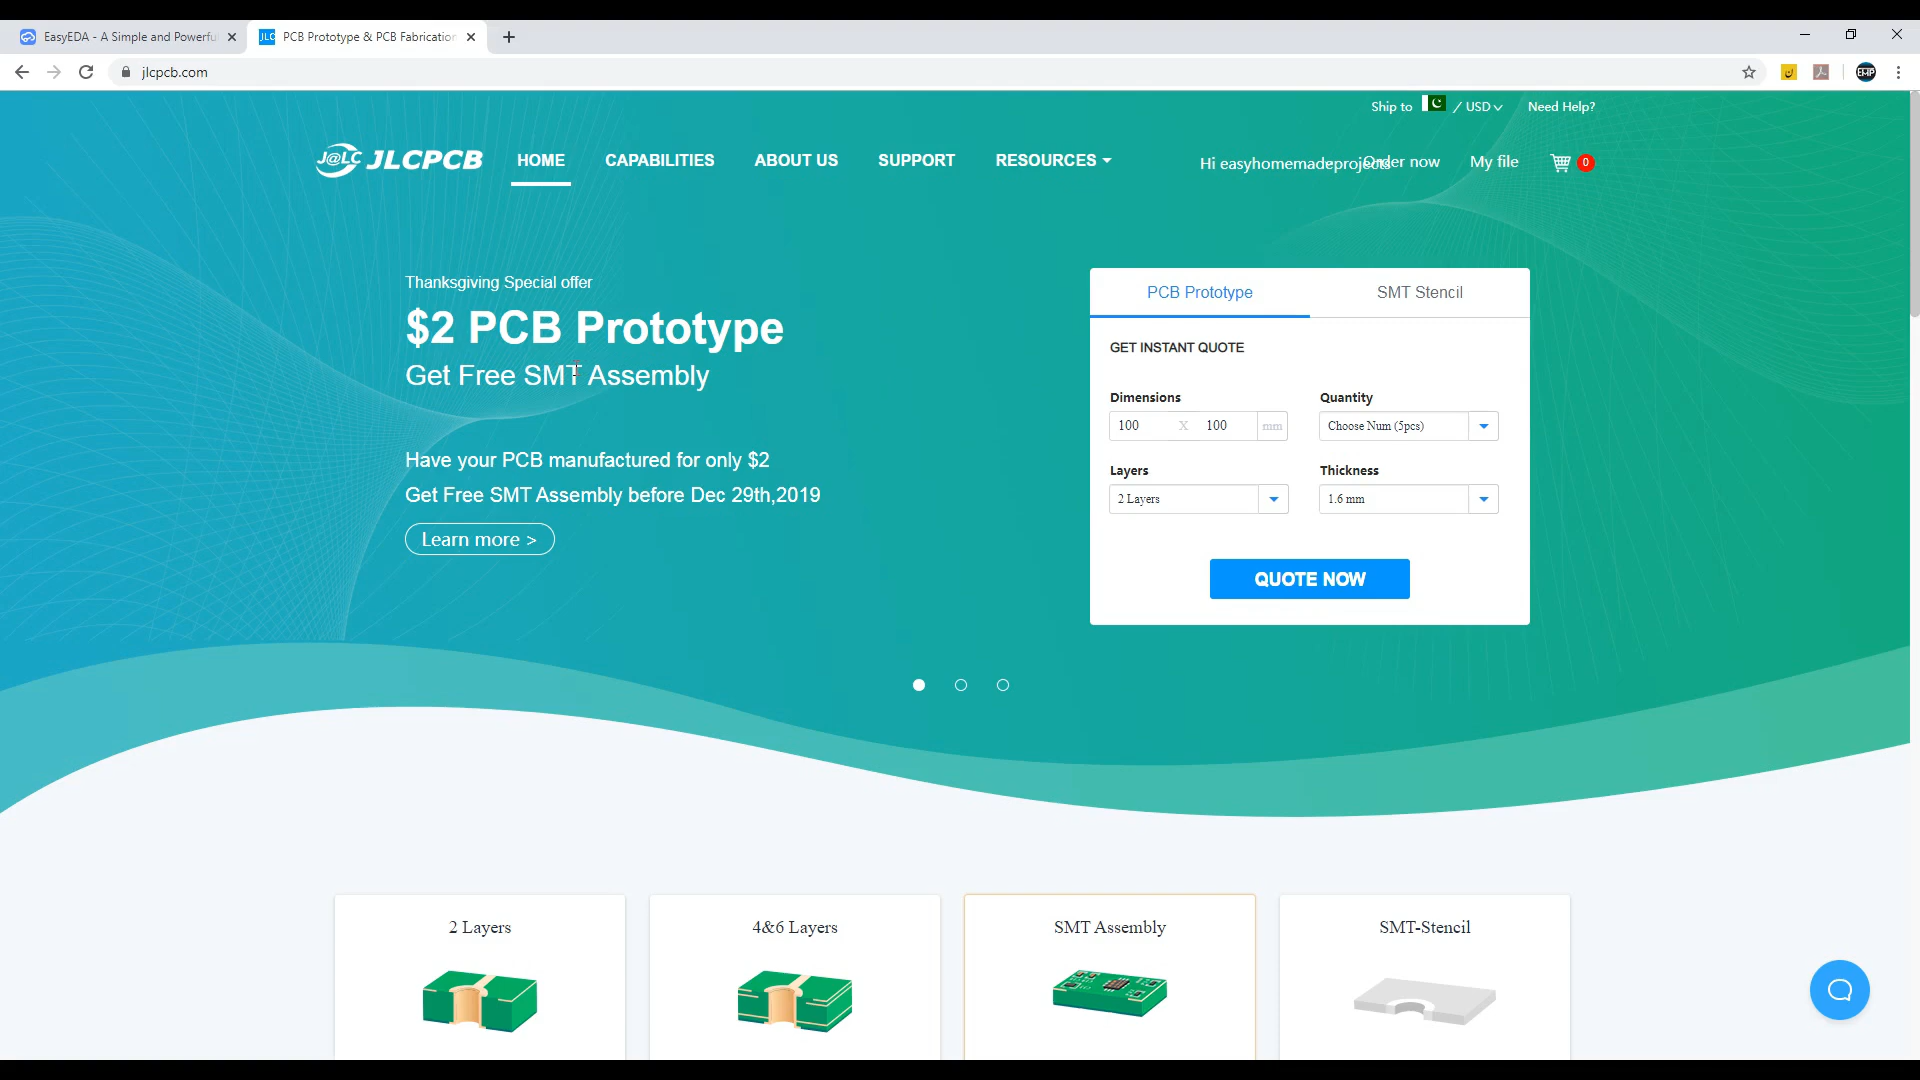 EasyEDA - A Simple and Powerfu
JLC PCB Prototype & PCB Fabrication
jlcpcb.com
EHP
Ship to / USD Need Help?
J@LC JLCPCB HOME CAPABILITIES ABOUT US SUPPORT RESOURCES Hi easyhomemadeprojects Order now My file 0
Thanksgiving Special offer
$2 PCB Prototype
Get Free SMT Assembly
Have your PCB manufactured for only $2
Get Free SMT Assembly before Dec 29th,2019
Learn more >
PCB Prototype SMT Stencil
GET INSTANT QUOTE
Dimensions Quantity
100 X 100 mm Choose Num (5pcs)
Layers Thickness
2 Layers 1.6 mm
QUOTE NOW
2 Layers 4&6 Layers SMT Assembly SMT-Stencil